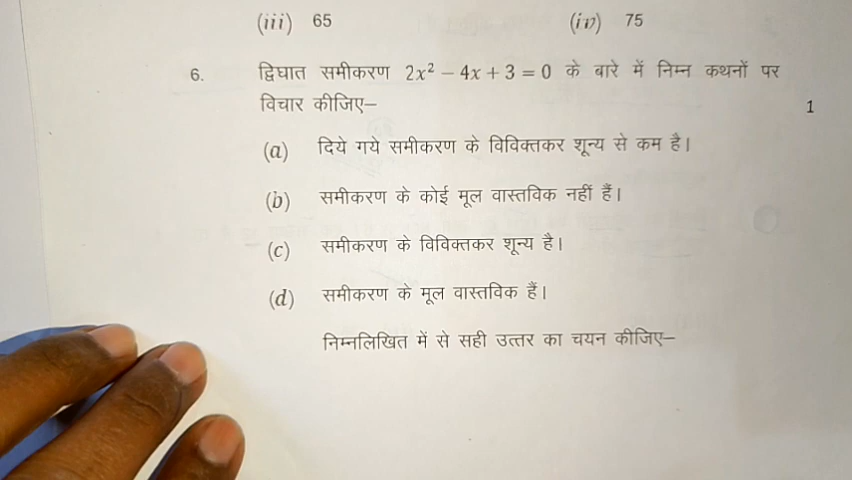 (iii) 65 (iv) 75
6. द्विघात समीकरण 2x² – 4x + 3 = 0 के बारे में निम्न कथनों पर
विचार कीजिए– 1
(a) दिये गये समीकरण के विविक्तकर शून्य से कम है।
(b) समीकरण के कोई मूल वास्तविक नहीं हैं।
(c) समीकरण के विविक्तकर शून्य है।
(d) समीकरण के मूल वास्तविक हैं।
निम्नलिखित में से सही उत्तर का चयन कीजिए–